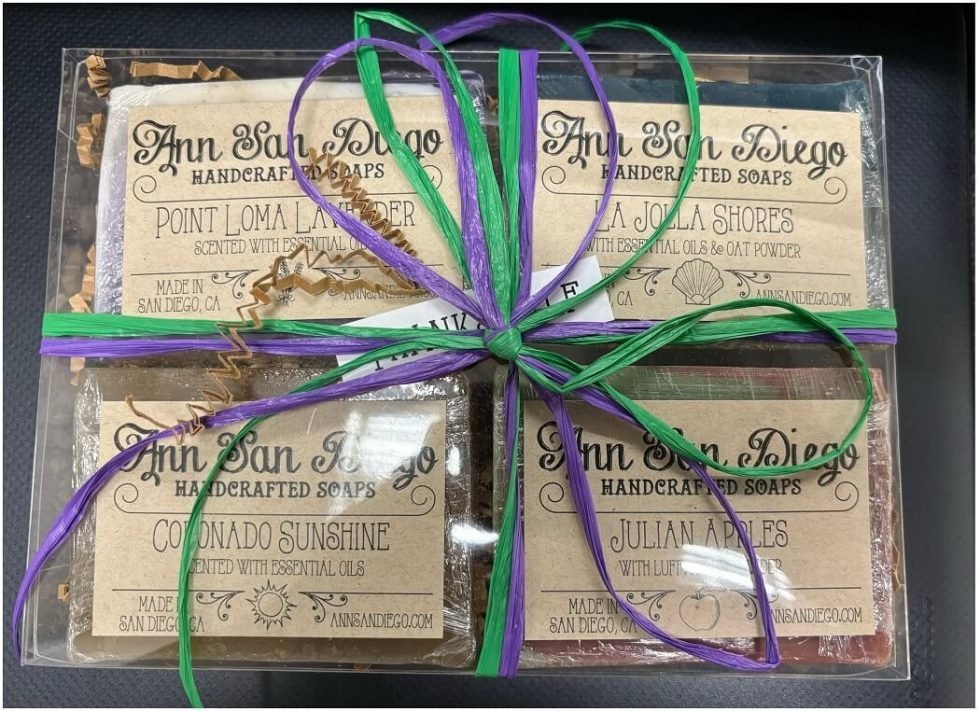 Ann San Diego
HANDCRAFTED SOAPS
POINT LOMA LAVENDER
SCENTED WITH ESSENTIAL
MADE IN
SAN DIEGO, CA
ANNSANDIEGO.COM
Ann San Diego
HANDCRAFTED SOAPS
LA JOLLA SHORES
WITH ESSENTIAL OILS & OAT POWDER
CA
ANNSANDIEGO.COM
Ann San Diego
HANDCRAFTED SOAPS
CORONADO SUNSHINE
SCENTED WITH ESSENTIAL OILS
MADE IN
SAN DIEGO, CA
ANNSANDIEGO.COM
Ann San Diego
HANDCRAFTED SOAPS
JULIAN APPLES
WITH
MADE IN
SAN DIEGO, CA
ANNSANDIEGO.COM